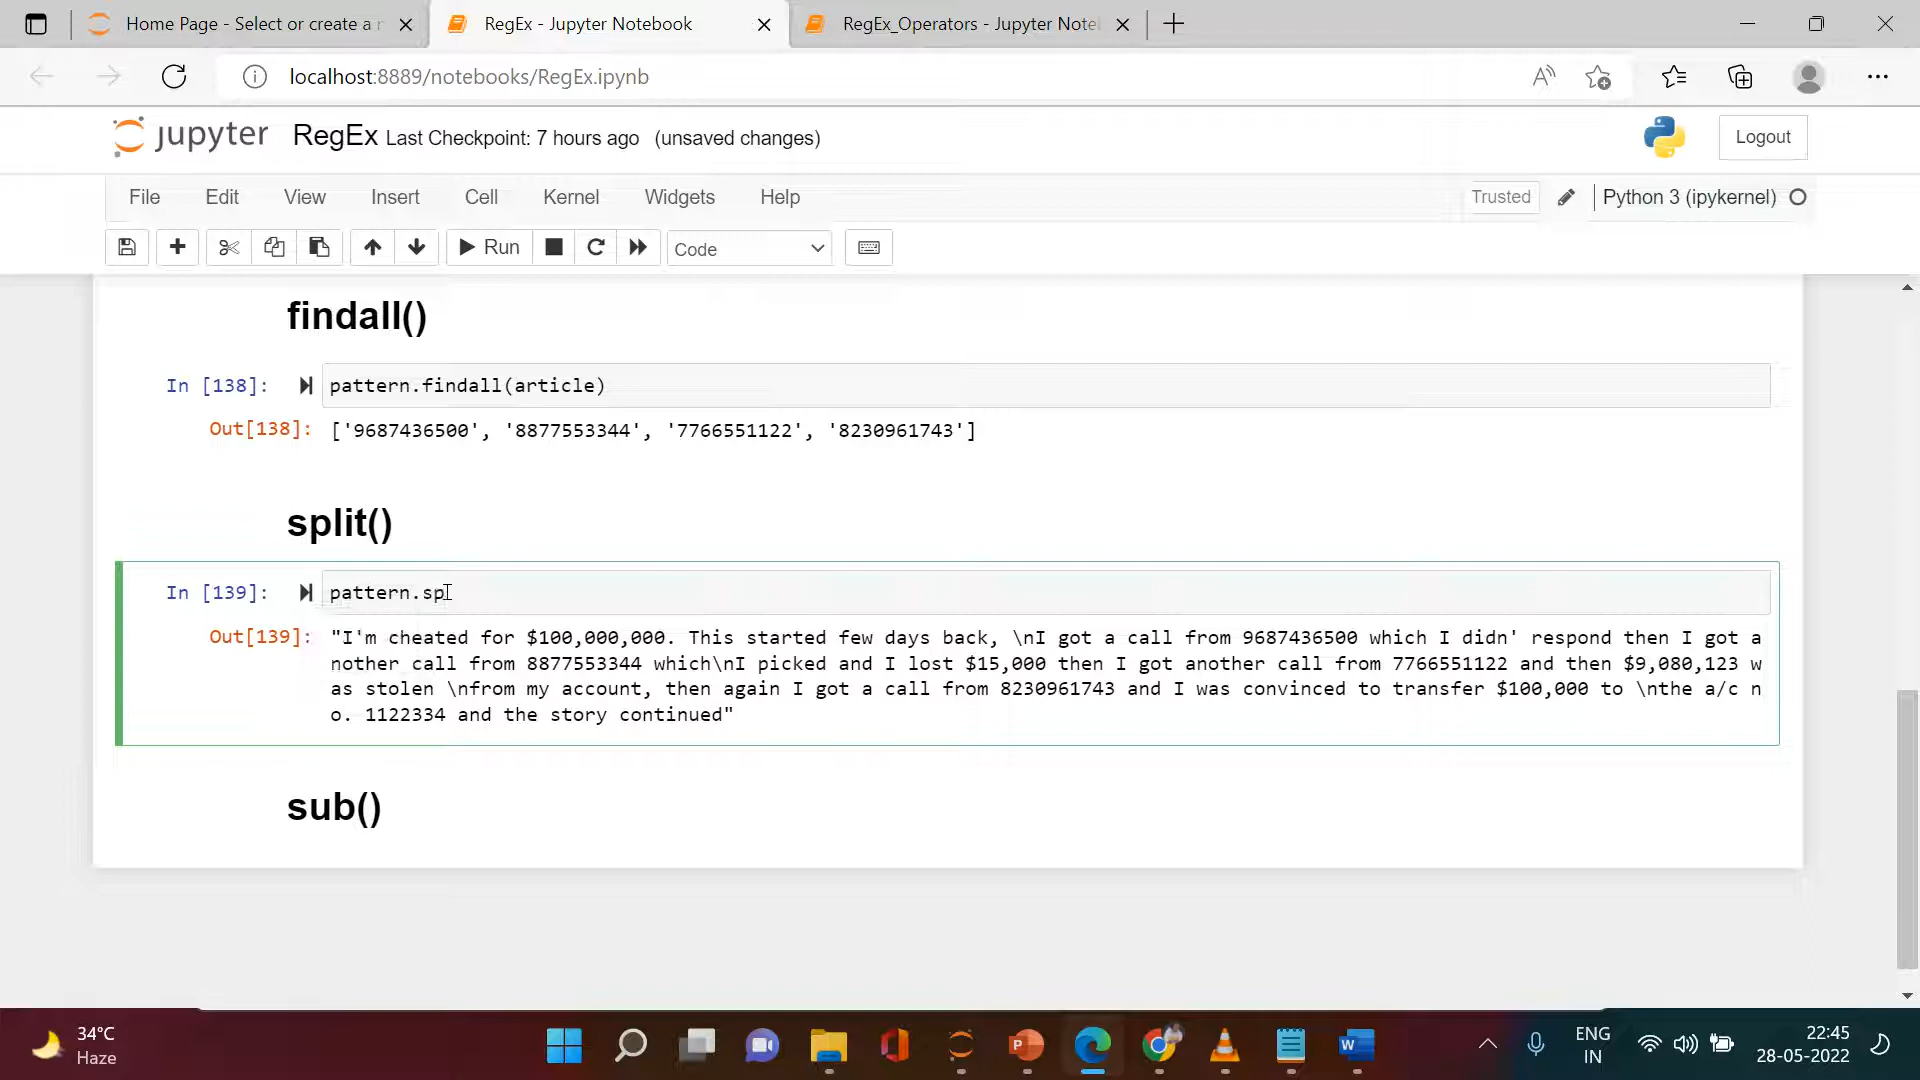 Home Page - Select or create a n
RegEx - Jupyter Notebook
RegEx_Operators - Jupyter Note
localhost:8889/notebooks/RegEx.ipynb
jupyter RegEx Last Checkpoint: 7 hours ago (unsaved changes)
Logout
File Edit View Insert Cell Kernel Widgets Help
Trusted
Python 3 (ipykernel)
Run
Code
findall()
In [138]: pattern.findall(article)
Out[138]: ['9687436500', '8877553344', '7766551122', '8230961743']
split()
In [139]: pattern.sp
Out[139]: "I'm cheated for $100,000,000. This started few days back, \nI got a call from 9687436500 which I didn' respond then I got a
nother call from 8877553344 which\nI picked and I lost $15,000 then I got another call from 7766551122 and then $9,080,123 w
as stolen \nfrom my account, then again I got a call from 8230961743 and I was convinced to transfer $100,000 to \nthe a/c n
o. 1122334 and the story continued"
sub()
34°C
Haze
ENG
IN
22:45
28-05-2022